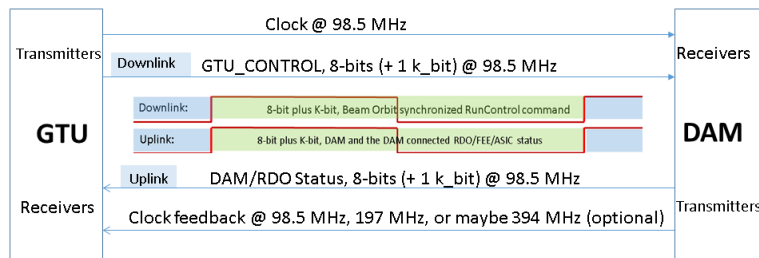 Clock @ 98.5 MHz
Transmitters
Receivers
Downlink
GTU_CONTROL, 8-bits (+ 1 k_bit) @ 98.5 MHz
Downlink:
8-bit plus K-bit, Beam Orbit synchronized RunControl command
GTU
DAM
Uplink:
8-bit plus K-bit, DAM and the DAM connected RDO/FEE/ASIC status
Uplink
DAM/RDO Status, 8-bits (+ 1 k_bit) @ 98.5 MHz
Receivers
Transmitters
Clock feedback @ 98.5 MHz, 197 MHz, or maybe 394 MHz (optional)